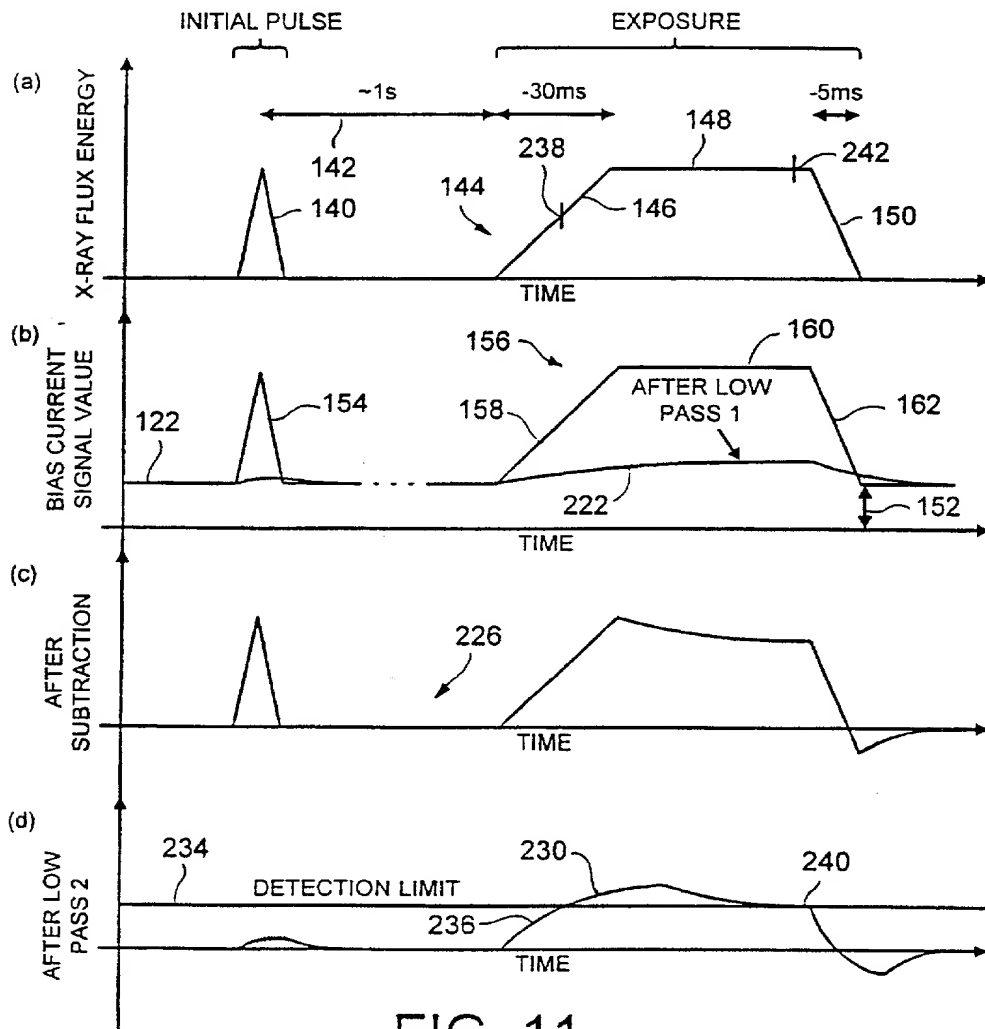 INITIAL PULSE
EXPOSURE
(a)
X-RAY FLUX ENERGY
~1s
-30ms
-5ms
142
140
144
238
146
148
242
150
TIME
(b)
BIAS CURRENT
SIGNAL VALUE
122
154
156
158
160
AFTER LOW
PASS 1
162
222
152
TIME
(c)
AFTER
SUBTRACTION
226
TIME
(d)
AFTER LOW
PASS 2
234
DETECTION LIMIT
230
236
240
TIME
FIG. 11